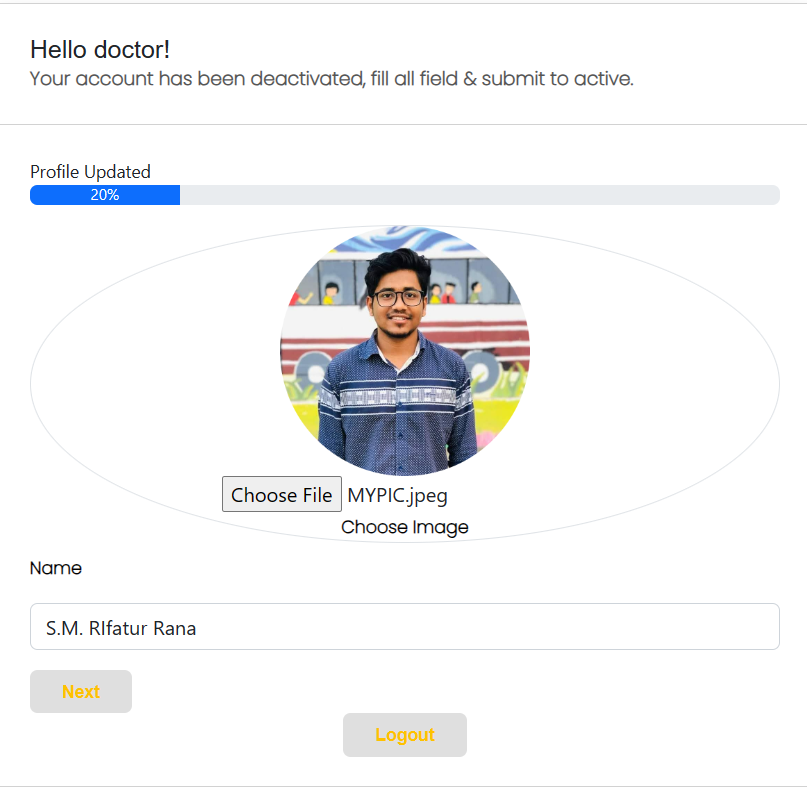 Hello doctor!
Your account has been deactivated, fill all field & submit to active.
Profile Updated
20%
Choose File MYPIC.jpeg
Choose Image
Name
S.M. RIfatur Rana
Next
Logout